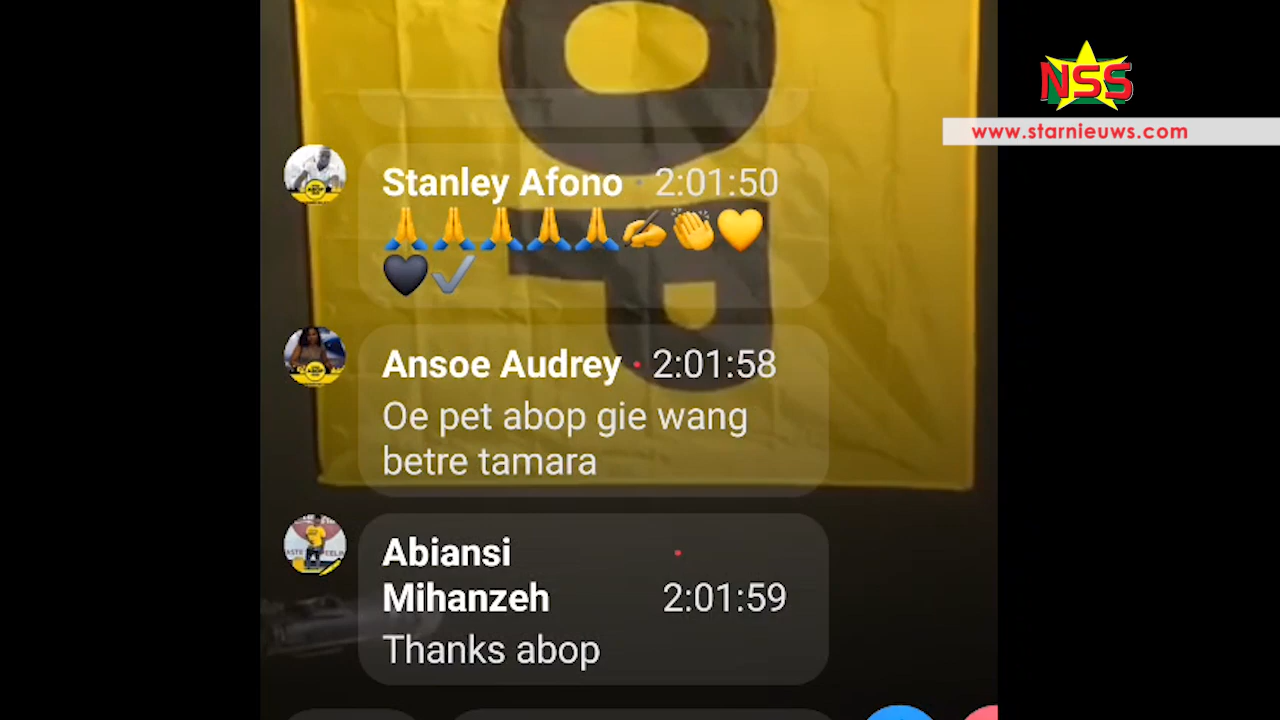 OP
NSS
www.starnieuws.com
Stanley Afono · 2:01:50
🙏🙏🙏🙏🙏✍️👏💛
🖤✔️
Ansoe Audrey · 2:01:58
Oe pet abop gie wang
betre tamara
Abiansi
Mihanzeh · 2:01:59
Thanks abop